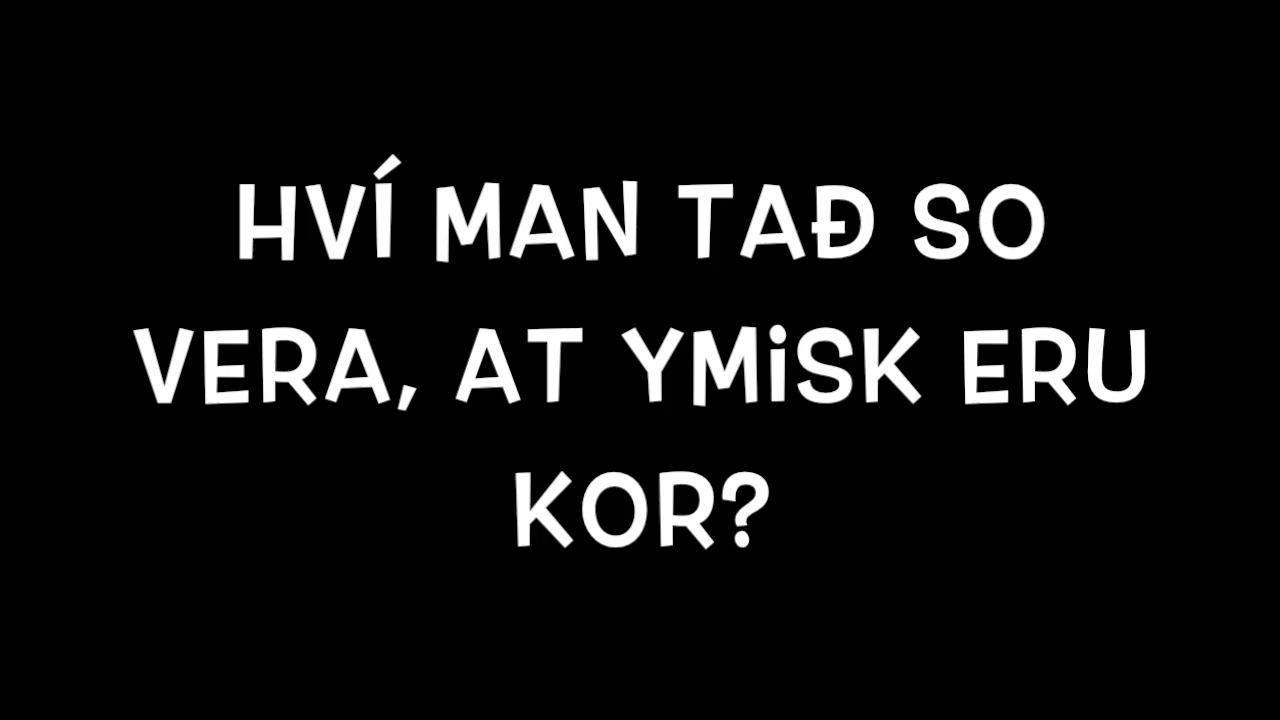 HVÍ MAN TAÐ SO
VERA, AT YMISK ERU
KOR?